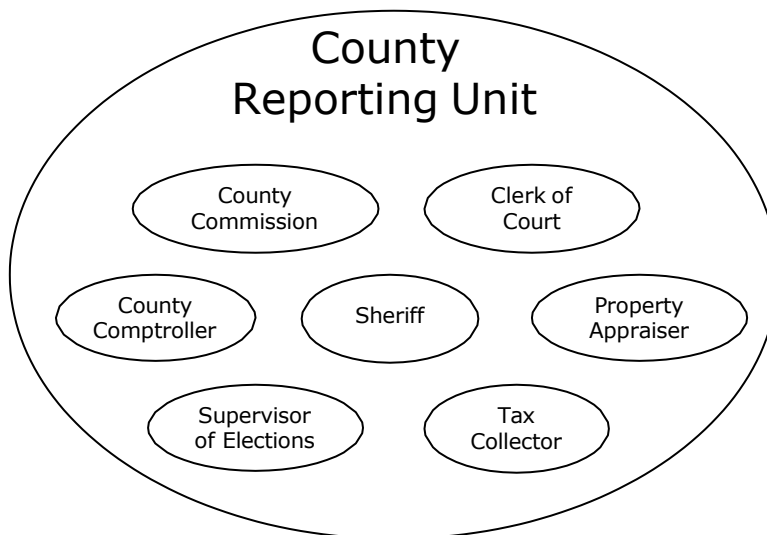 County
Reporting Unit
County
Commission
Clerk of
Court
County
Comptroller
Sheriff
Property
Appraiser
Supervisor
of Elections
Tax
Collector